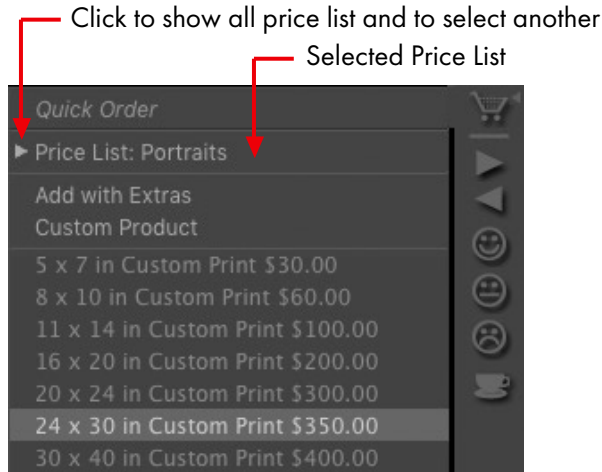 Click to show all price list and to select another
Selected Price List
Quick Order
Price List: Portraits
Add with Extras
Custom Product
5 x 7 in Custom Print $30.00
8 x 10 in Custom Print $60.00
11 x 14 in Custom Print $100.00
16 x 20 in Custom Print $200.00
20 x 24 in Custom Print $300.00
24 x 30 in Custom Print $350.00
30 x 40 in Custom Print $400.00